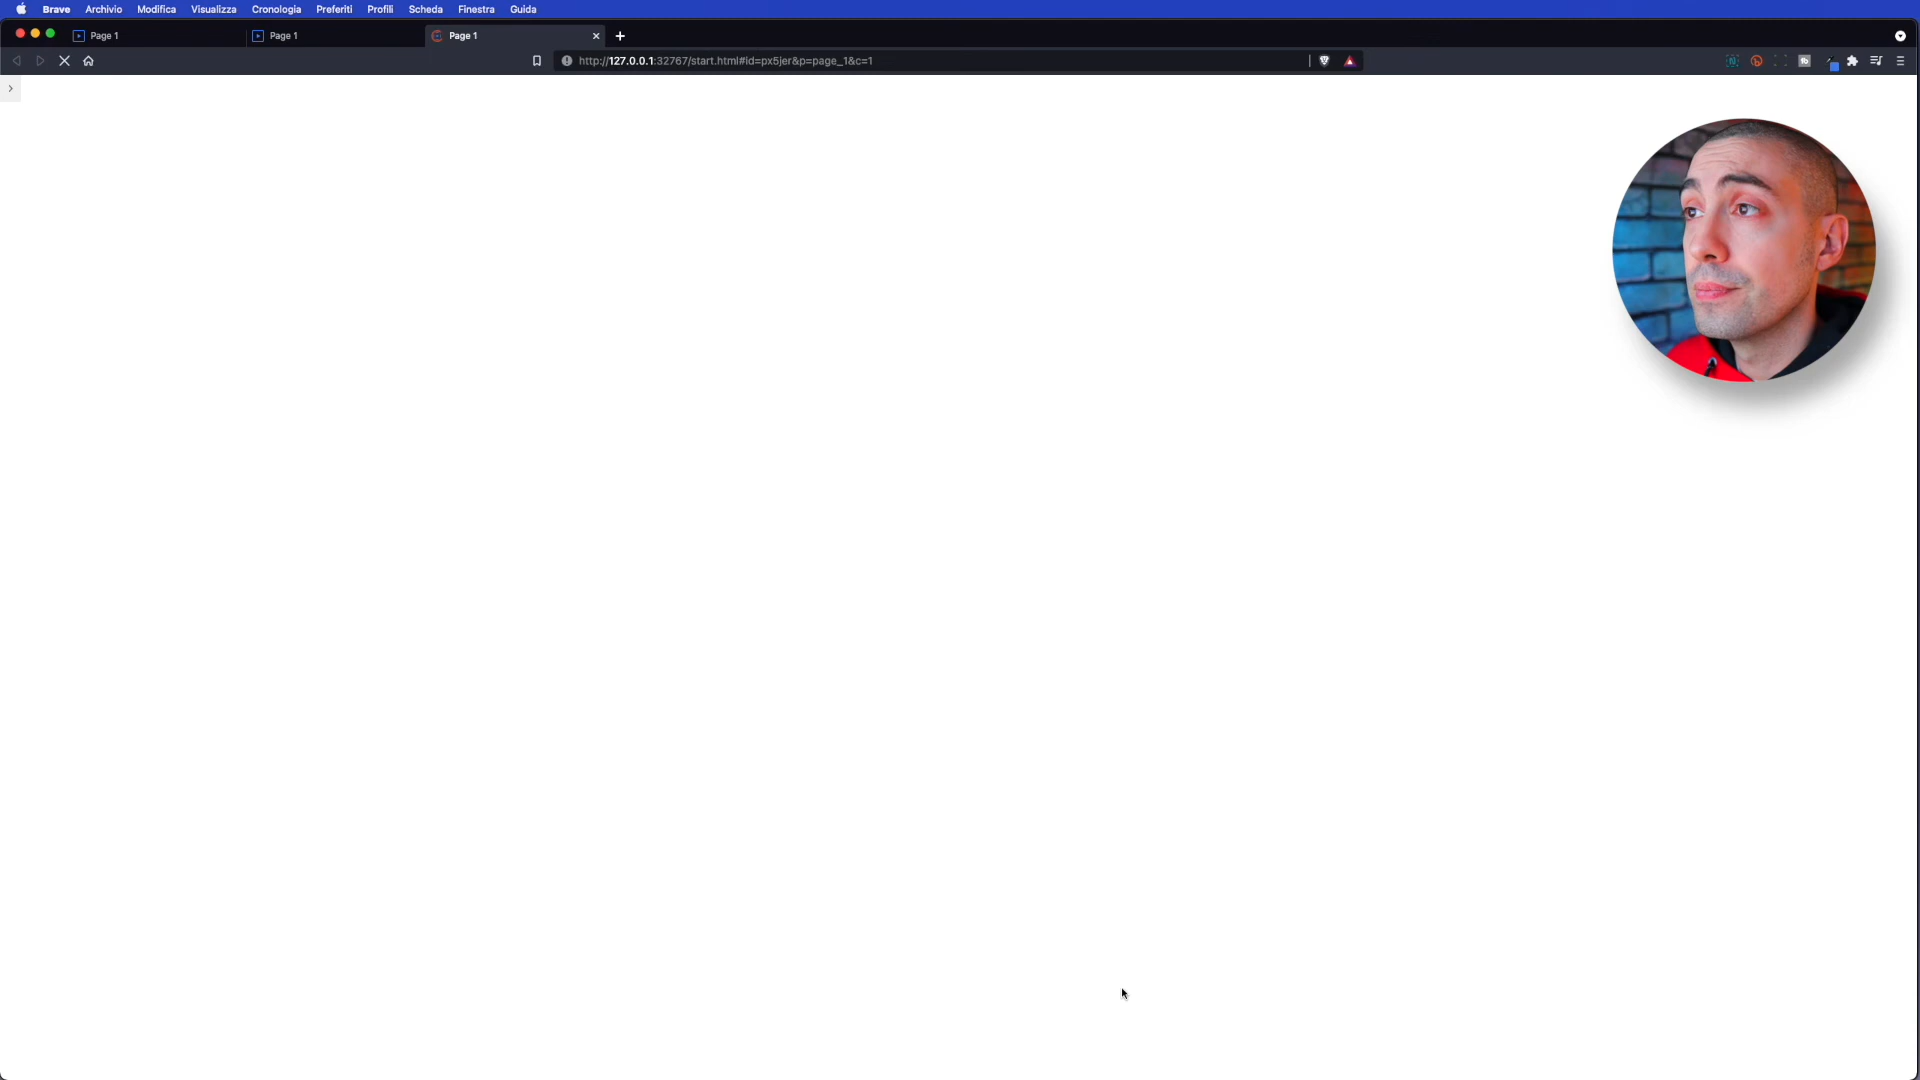 Brave Archivio Modifica Visualizza Cronologia Preferiti Profili Scheda Finestra Guida
Page 1 Page 1 Page 1
http://127.0.0.1:32767/start.html#id=px5jer&p=page_1&c=1